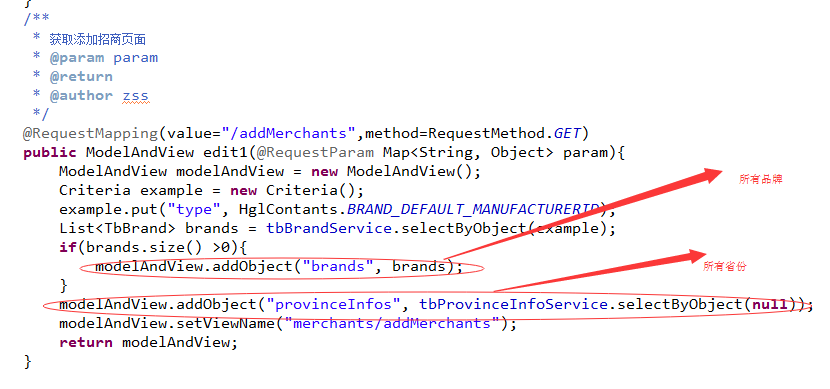 }
/**
 * 获取添加招商页面
 * @param param
 * @return
 * @author zss
 */
@RequestMapping(value="/addMerchants",method=RequestMethod.GET)
public ModelAndView edit1(@RequestParam Map<String, Object> param){
    ModelAndView modelAndView = new ModelAndView();
    Criteria example = new Criteria();
    example.put("type", HglContants.BRAND_DEFAULT_MANUFACTURERID);
    List<TbBrand> brands = tbBrandService.selectByObject(example);
    if(brands.size() >0){
        modelAndView.addObject("brands", brands);
    }
    modelAndView.addObject("provinceInfos", tbProvinceInfoService.selectByObject(null));
    modelAndView.setViewName("merchants/addMerchants");
    return modelAndView;
}
所有品牌
所有省份